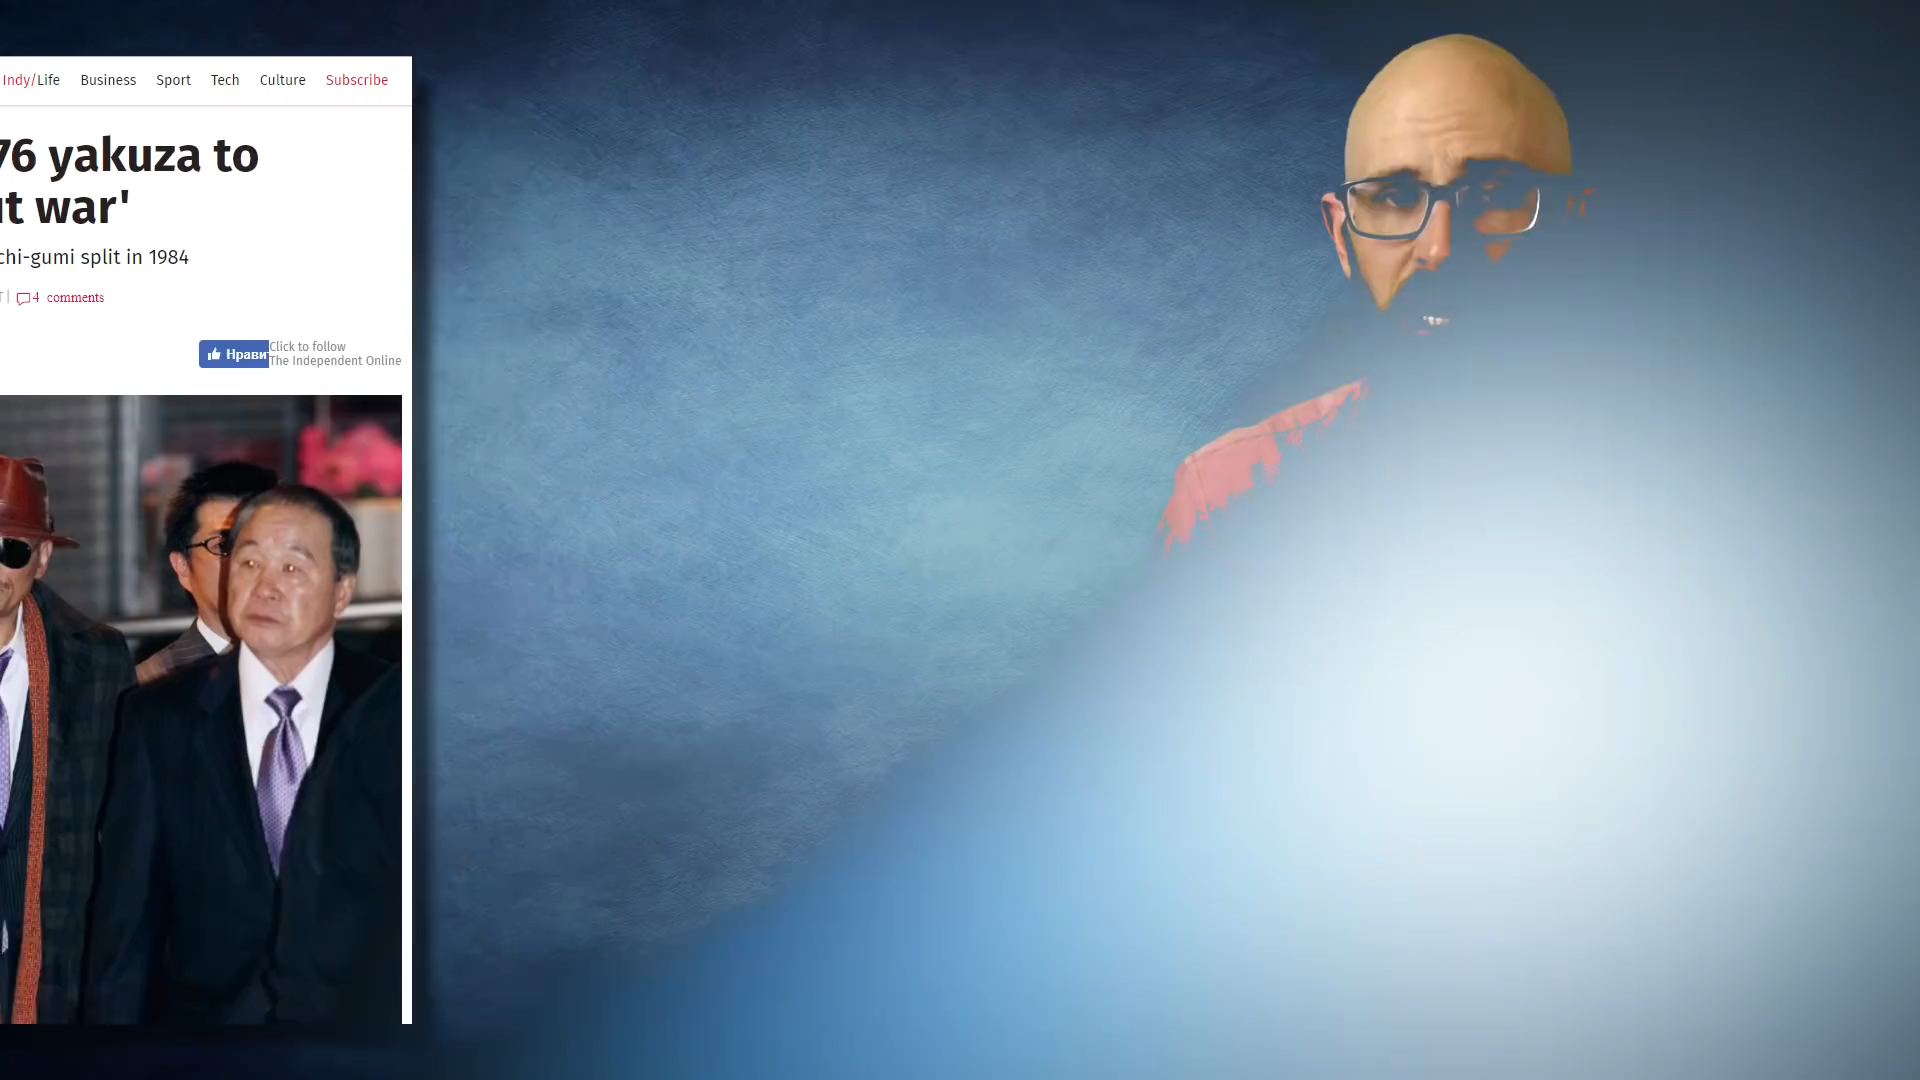 Indy/Life Business Sport Tech Culture Subscribe
76 yakuza to
ut war'
chi-gumi split in 1984
4 comments
Нрави
Click to follow
The Independent Online